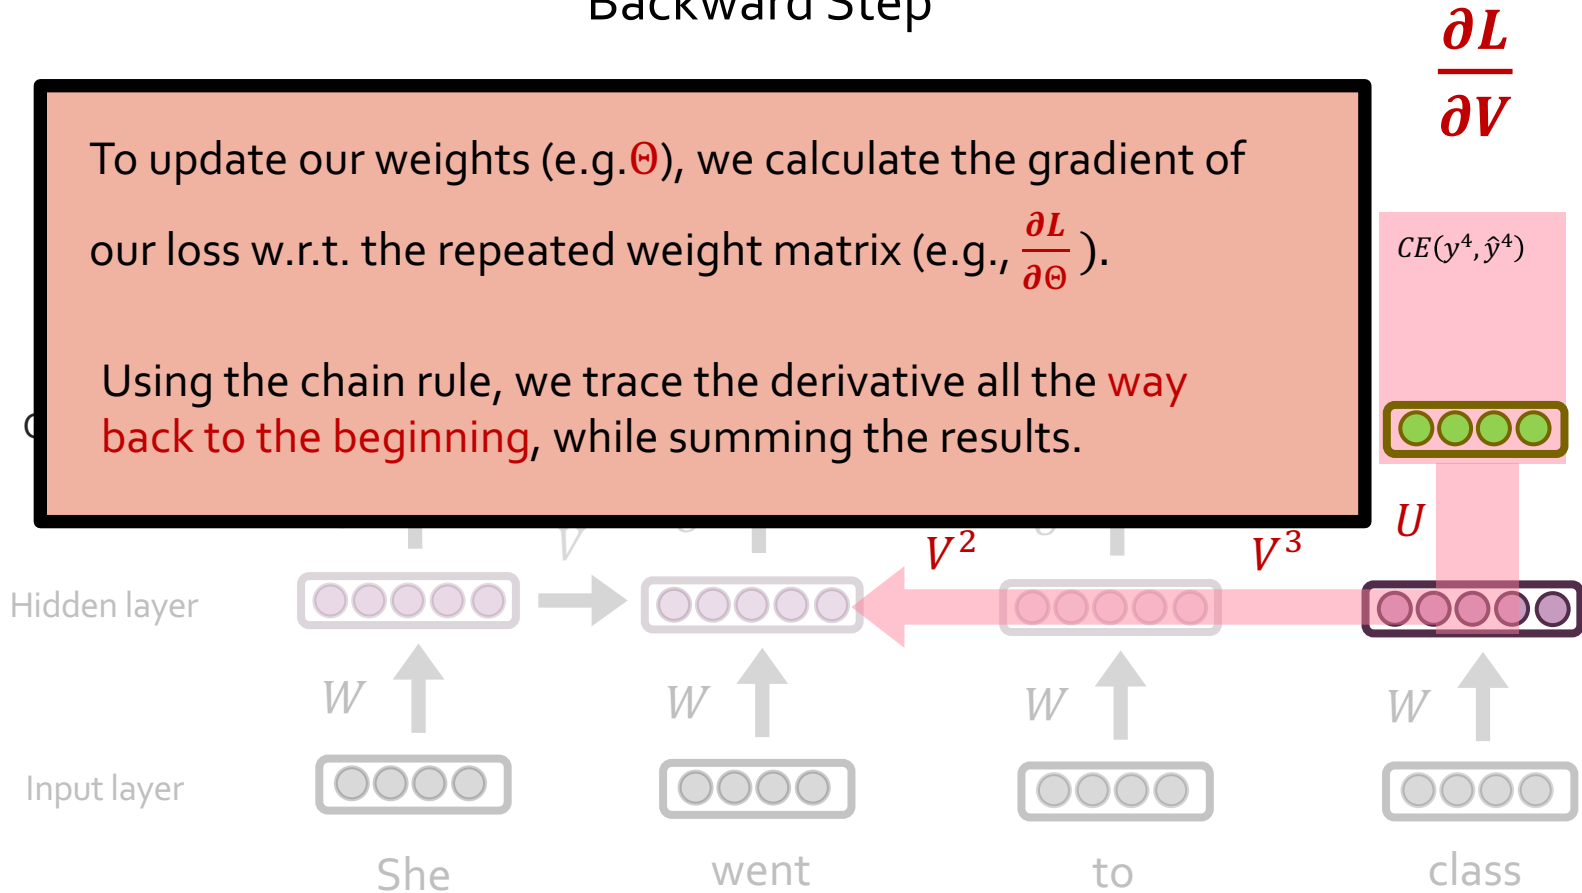 Backward Step
∂L
∂V
To update our weights (e.g.Θ), we calculate the gradient of
our loss w.r.t. the repeated weight matrix (e.g., ∂L/∂Θ ).
CE(y⁴, ŷ⁴)
Using the chain rule, we trace the derivative all the way
back to the beginning, while summing the results.
V V² V³ U
Hidden layer
W W W W
Input layer
She went to class